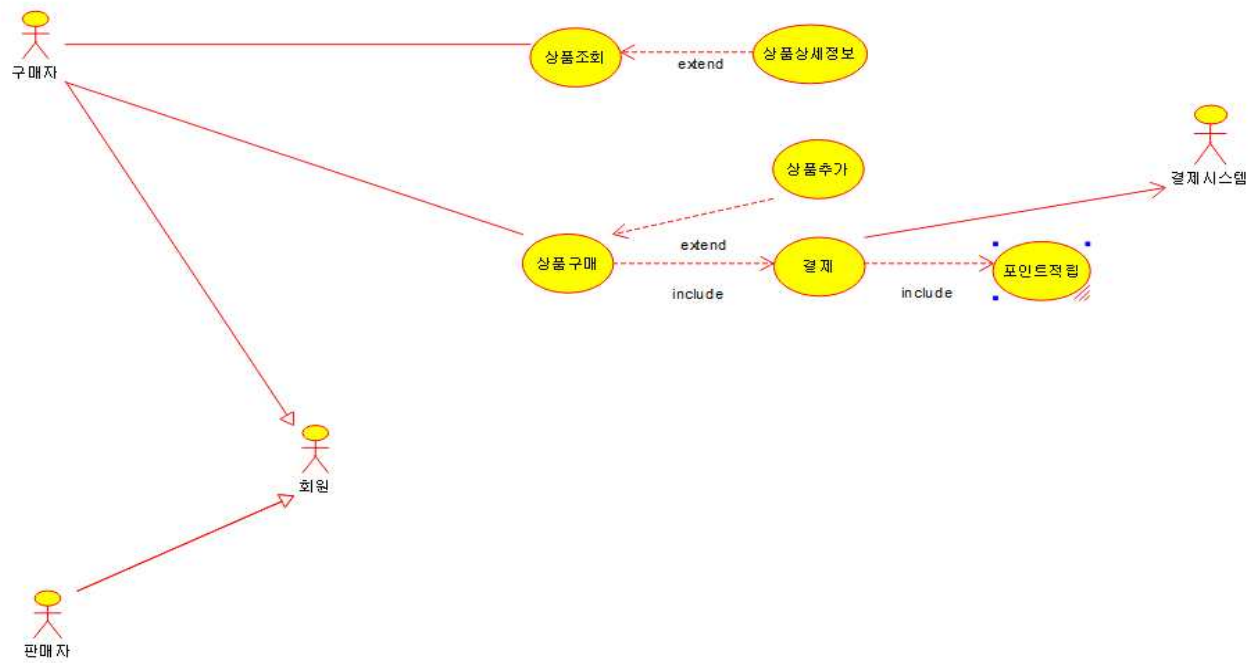 구매자
상품조회
extend
상품상세정보
상품추가
결제시스템
extend
상품구매
결제
포인트적립
include
include
회원
판매자